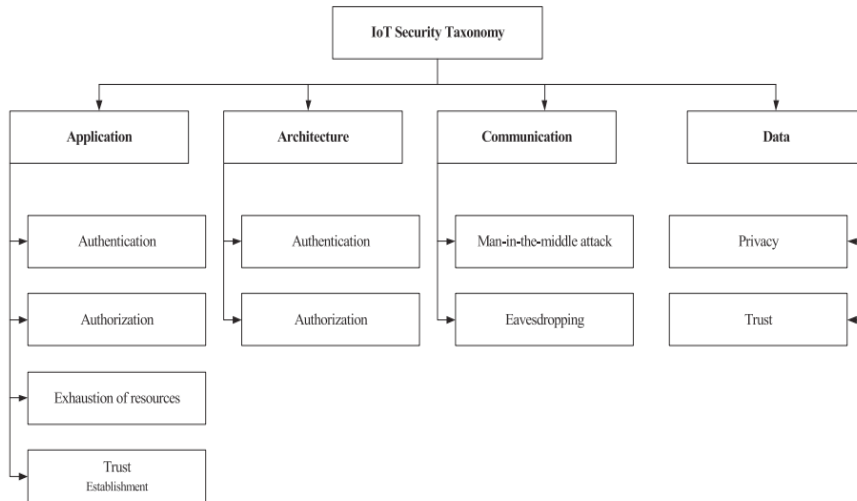 IoT Security Taxonomy
Application
Architecture
Communication
Data
Authentication
Authentication
Man-in-the-middle attack
Privacy
Authorization
Authorization
Eavesdropping
Trust
Exhaustion of resources
Trust
Establishment